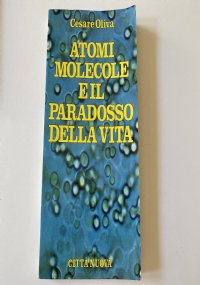 Cesare Oliva
ATOMI
MOLECOLE
E IL
PARADOSSO
DELLA VITA
CITTÀ NUOVA